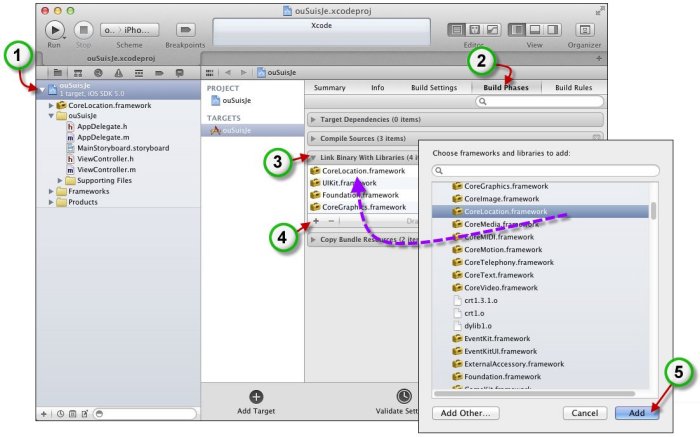 ouSuisJe.xcodeproj
Run
Stop
o.. › iPho...
Scheme
Breakpoints
Xcode
Editor
View
Organizer
ouSuisJe.xcodeproj
ouSuisJe
1 target, iOS SDK 5.0
CoreLocation.framework
ouSuisJe
AppDelegate.h
AppDelegate.m
MainStoryboard.storyboard
ViewController.h
ViewController.m
Supporting Files
Frameworks
Products
ouSuisJe
PROJECT
ouSuisJe
TARGETS
ouSuisJe
Summary
Info
Build Settings
Build Phases
Build Rules
Target Dependencies (0 items)
Compile Sources (3 items)
Link Binary With Libraries (4 i
CoreLocation.framework
UIKit.framework
Foundation.framework
CoreGraphics.framework
Dra
Copy Bundle Resources (2 ite
Add Target
Validate Sett
Choose frameworks and libraries to add:
CoreGraphics.framework
CoreImage.framework
CoreLocation.framework
CoreMedia.framework
CoreMIDI.framework
CoreMotion.framework
CoreTelephony.framework
CoreText.framework
CoreVideo.framework
crt1.3.1.o
crt1.o
dylib1.o
EventKit.framework
EventKitUI.framework
ExternalAccessory.framework
Foundation.framework
Add Other...
Cancel
Add
1
2
3
4
5